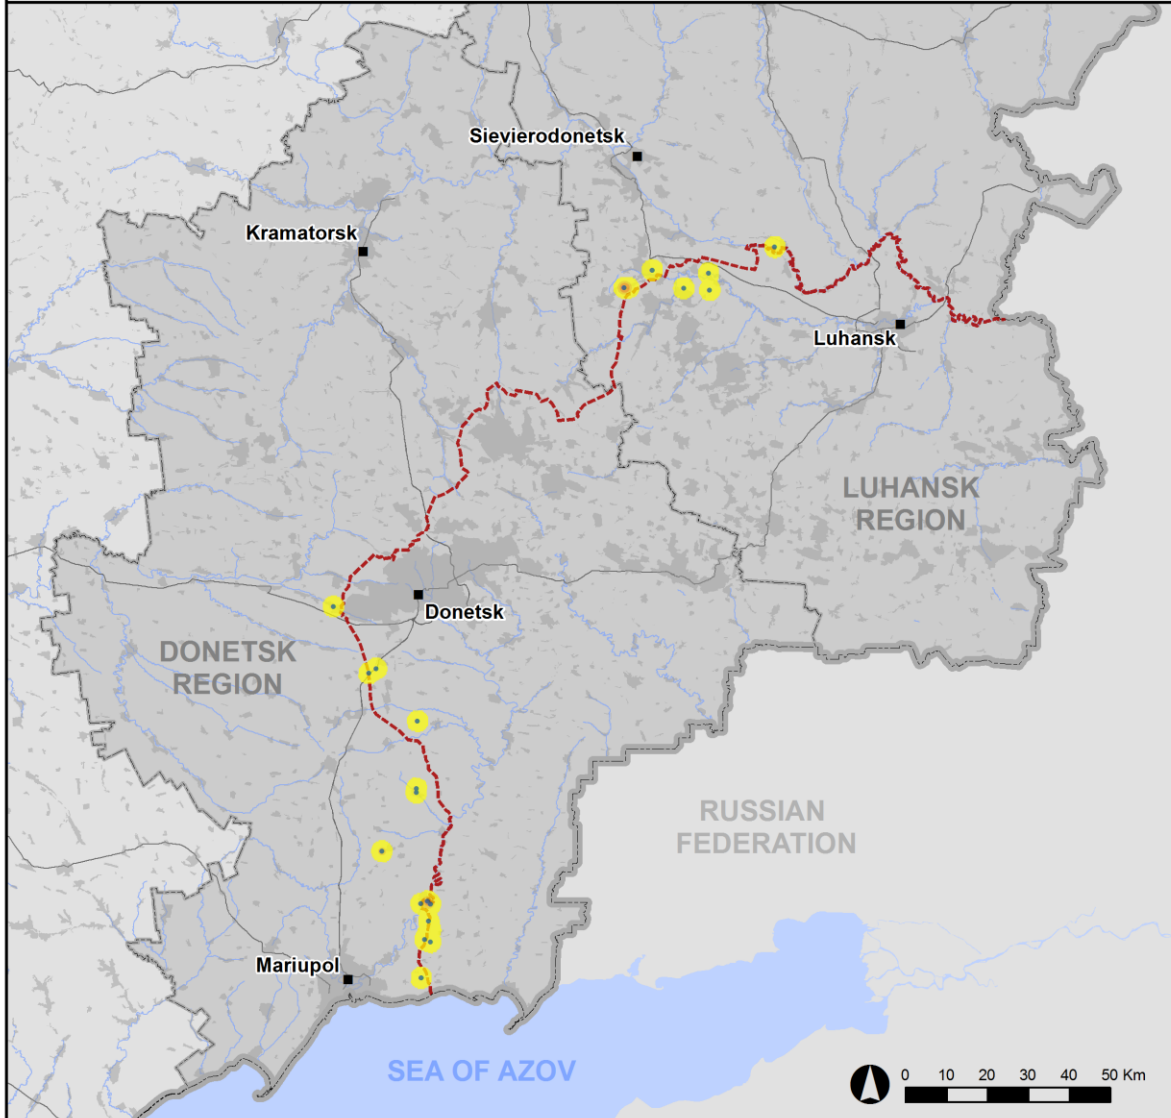 Sievierodonetsk
Kramatorsk
Luhansk
LUHANSK
REGION
Donetsk
DONETSK
REGION
RUSSIAN
FEDERATION
Mariupol
SEA OF AZOV
0 10 20 30 40 50 Km